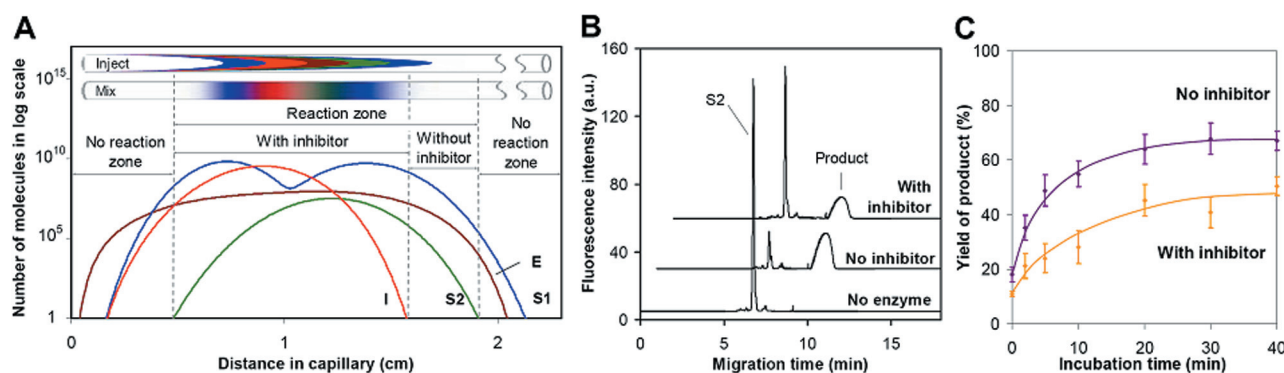 A
Number of molecules in log scale
10^15
10^10
10^5
1
Inject
Mix
Reaction zone
No reaction
zone
With inhibitor
Without
inhibitor
No
reaction
zone
E
I
S2
S1
0
1
2
Distance in capillary (cm)
B
Fluorescence intensity (a.u.)
160
120
80
40
0
S2
Product
With
inhibitor
No inhibitor
No enzyme
0
5
10
15
Migration time (min)
C
Yield of producct (%)
100
80
60
40
20
0
No inhibitor
With inhibitor
0
10
20
30
40
Incubation time (min)